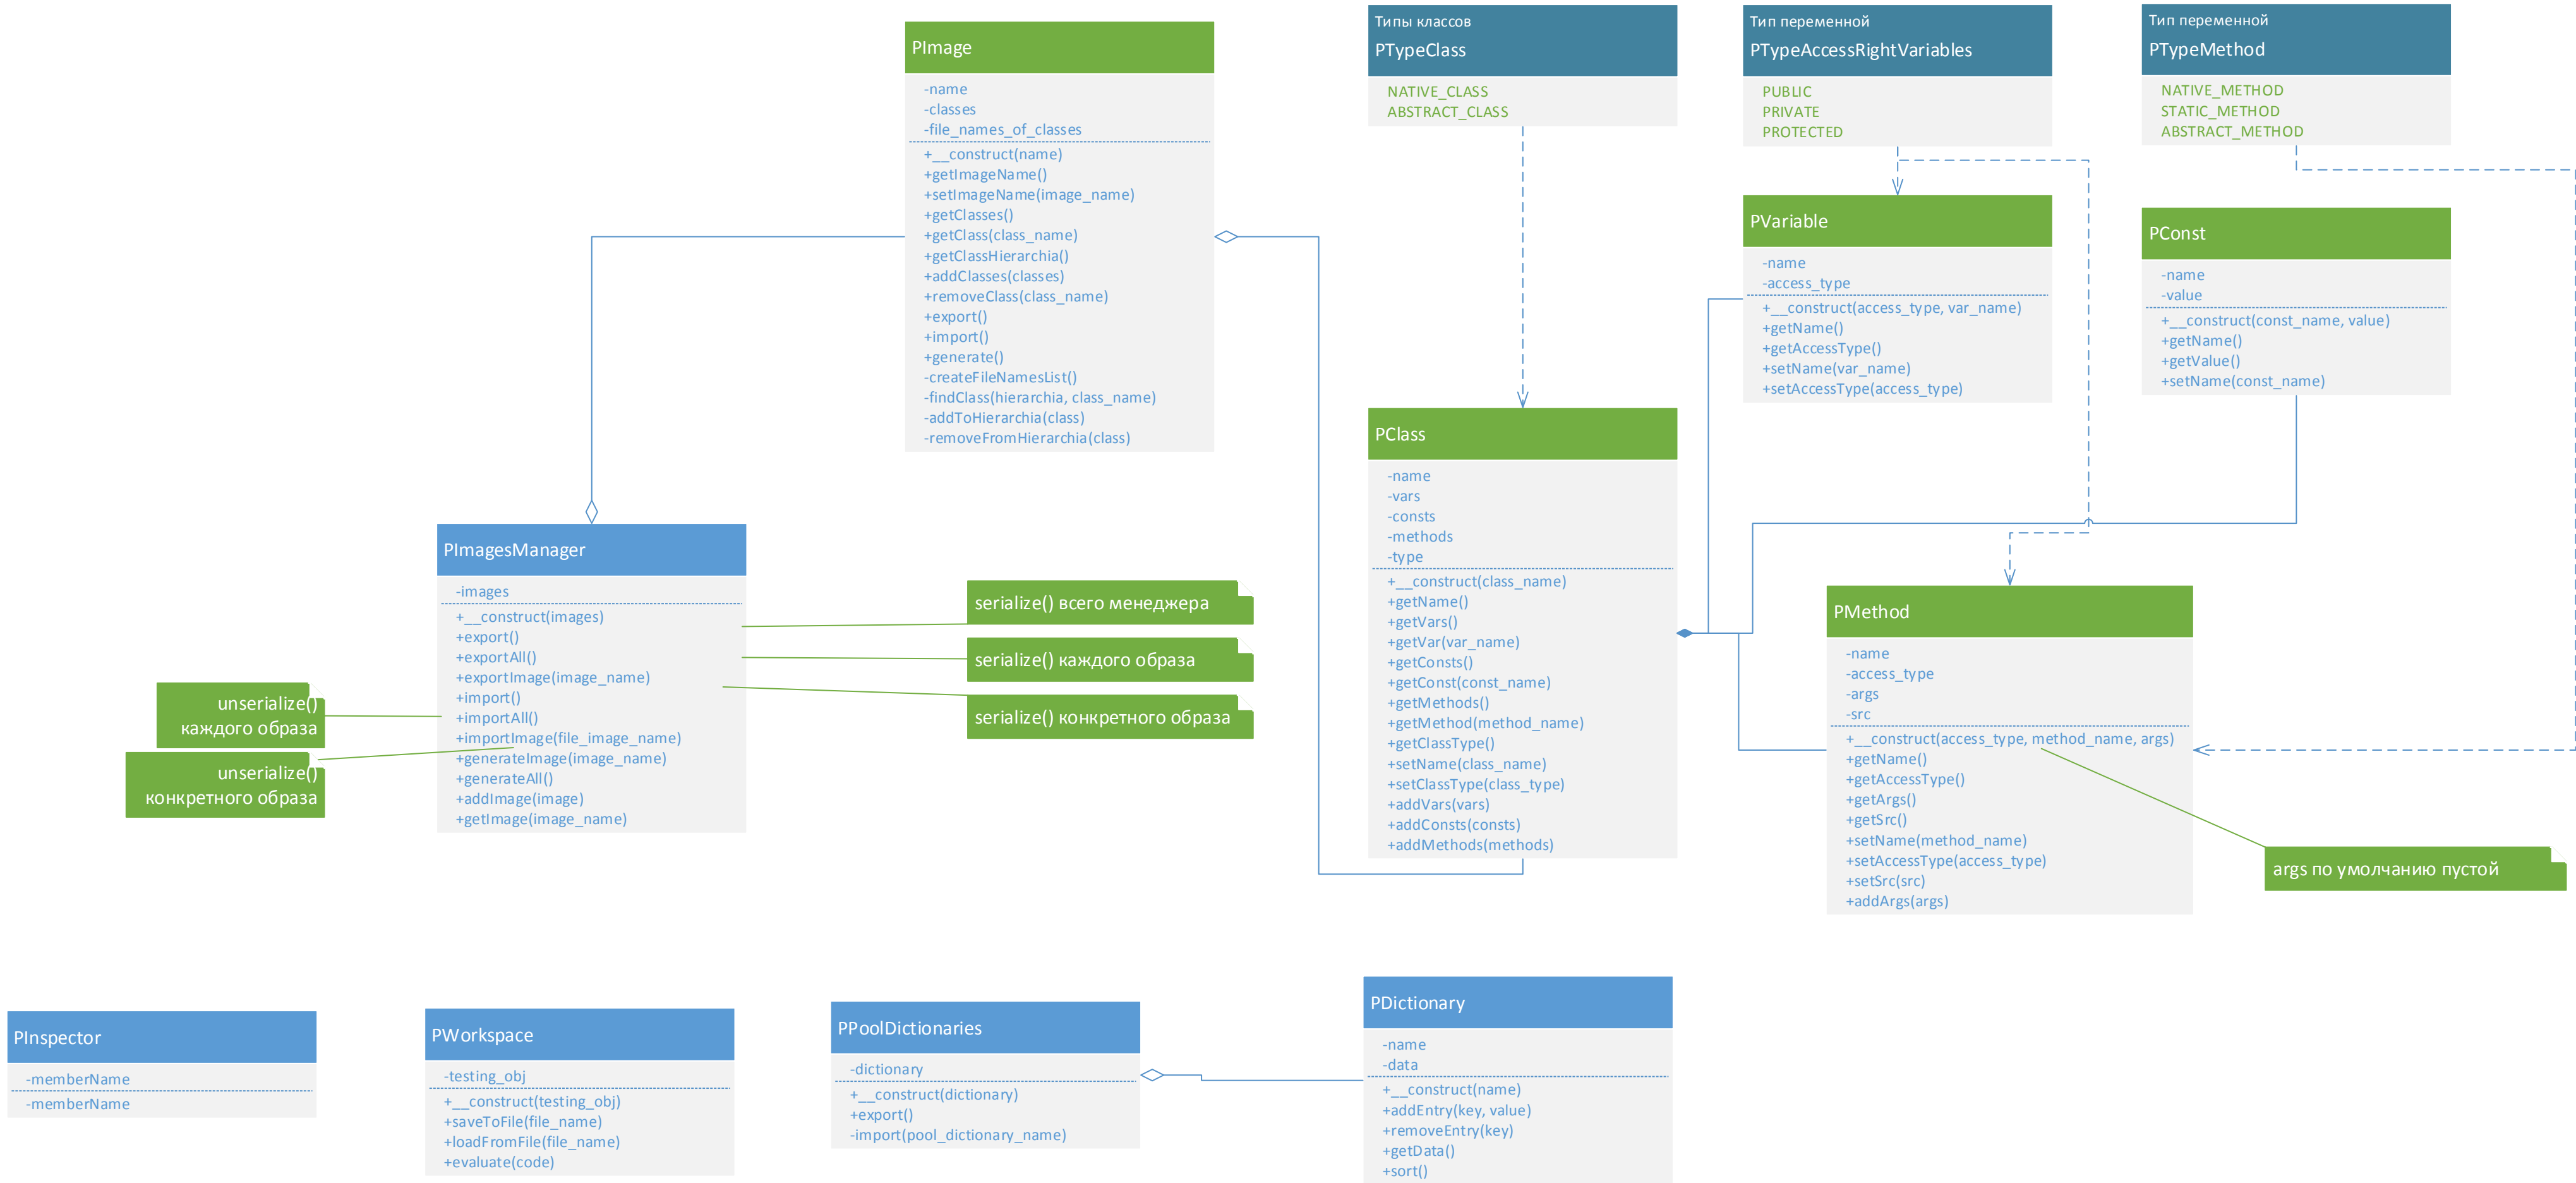 PImage
-name
-classes
-file_names_of_classes
+__construct(name)
+getImageName()
+setImageName(image_name)
+getClasses()
+getClass(class_name)
+getClassHierarchia()
+addClasses(classes)
+removeClass(class_name)
+export()
+import()
+generate()
-createFileNamesList()
-findClass(hierarchia, class_name)
-addToHierarchia(class)
-removeFromHierarchia(class)
Типы классов
PTypeClass
NATIVE_CLASS
ABSTRACT_CLASS
Тип переменной
PTypeAccessRightVariables
PUBLIC
PRIVATE
PROTECTED
Тип переменной
PTypeMethod
NATIVE_METHOD
STATIC_METHOD
ABSTRACT_METHOD
PVariable
-name
-access_type
+__construct(access_type, var_name)
+getName()
+getAccessType()
+setName(var_name)
+setAccessType(access_type)
PConst
-name
-value
+__construct(const_name, value)
+getName()
+getValue()
+setName(const_name)
PClass
-name
-vars
-consts
-methods
-type
+__construct(class_name)
+getName()
+getVars()
+getVar(var_name)
+getConsts()
+getConst(const_name)
+getMethods()
+getMethod(method_name)
+getClassType()
+setName(class_name)
+setClassType(class_type)
+addVars(vars)
+addConsts(consts)
+addMethods(methods)
PImagesManager
-images
+__construct(images)
+export()
+exportAll()
+exportImage(image_name)
+import()
+importAll()
+importImage(file_image_name)
+generateImage(image_name)
+generateAll()
+addImage(image)
+getImage(image_name)
serialize() всего менеджера
serialize() каждого образа
serialize() конкретного образа
unserialize()
каждого образа
unserialize()
конкретного образа
PMethod
-name
-access_type
-args
-src
+__construct(access_type, method_name, args)
+getName()
+getAccessType()
+getArgs()
+getSrc()
+setName(method_name)
+setAccessType(access_type)
+setSrc(src)
+addArgs(args)
args по умолчанию пустой
PInspector
-memberName
-memberName
PWorkspace
-testing_obj
+__construct(testing_obj)
+saveToFile(file_name)
+loadFromFile(file_name)
+evaluate(code)
PPoolDictionaries
-dictionary
+__construct(dictionary)
+export()
-import(pool_dictionary_name)
PDictionary
-name
-data
+__construct(name)
+addEntry(key, value)
+removeEntry(key)
+getData()
+sort()